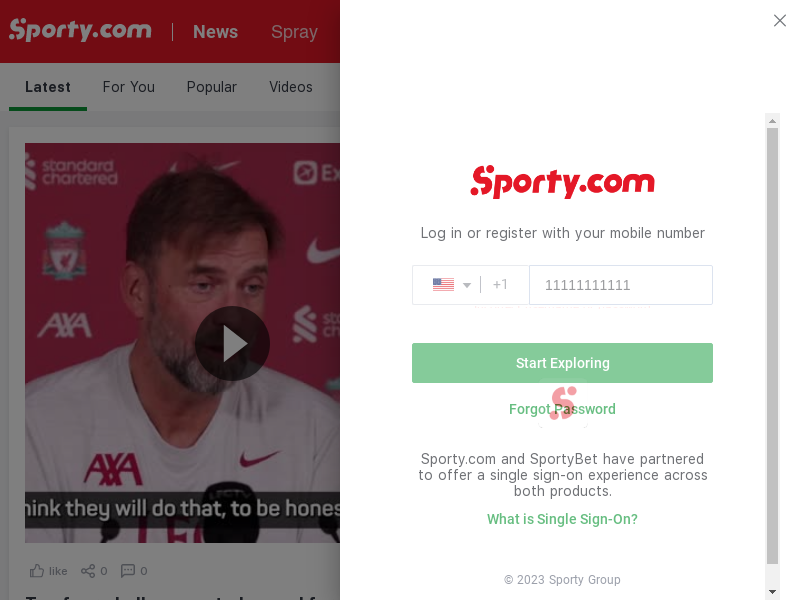 Sporty.com | News Spray
Latest For You Popular Videos
standard
chartered
AXA
AXA
hink they will do that, to be hones
like 0 0
Sporty.com
Log in or register with your mobile number
+1 11111111111
Start Exploring
Forgot Password
Sporty.com and SportyBet have partnered
to offer a single sign-on experience across
both products.
What is Single Sign-On?
© 2023 Sporty Group